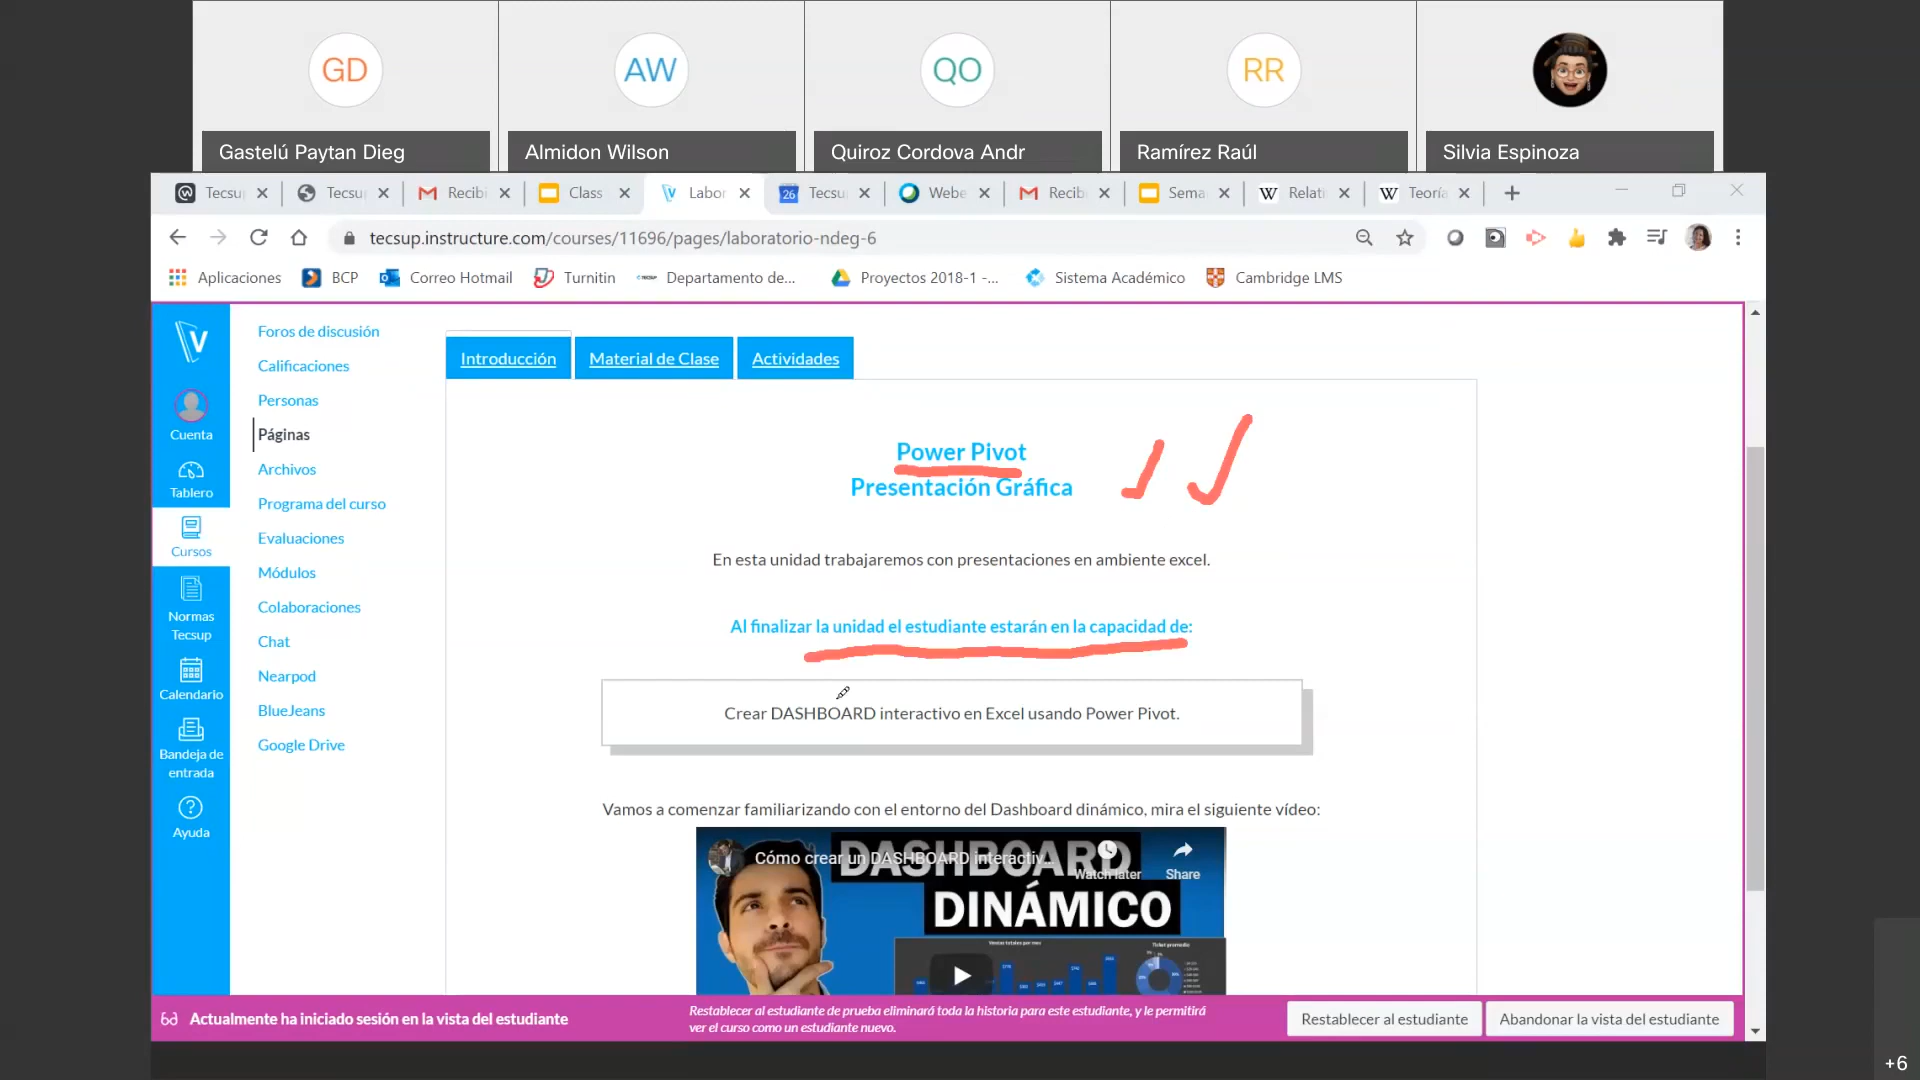 GD
AW
QO
RR
Gastelú Paytan Dieg
Almidon Wilson
Quiroz Cordova Andr
Ramírez Raúl
Silvia Espinoza
Tecsu
Tecsu
Recibi
Class
Labor
26
Tecsu
Webe
Recib
Sema
W
Relati
W
Teoría
tecsup.instructure.com/courses/11696/pages/laboratorio-ndeg-6
Aplicaciones
BCP
Correo Hotmail
Turnitin
Departamento de...
Proyectos 2018-1 -...
Sistema Académico
Cambridge LMS
V
Cuenta
Tablero
Cursos
Normas
Tecsup
Calendario
Bandeja de
entrada
Ayuda
Foros de discusión
Calificaciones
Personas
Páginas
Archivos
Programa del curso
Evaluaciones
Módulos
Colaboraciones
Chat
Nearpod
BlueJeans
Google Drive
Introducción
Material de Clase
Actividades
Power Pivot
Presentación Gráfica
En esta unidad trabajaremos con presentaciones en ambiente excel.
Al finalizar la unidad el estudiante estarán en la capacidad de:
Crear DASHBOARD interactivo en Excel usando Power Pivot.
Vamos a comenzar familiarizando con el entorno del Dashboard dinámico, mira el siguiente vídeo:
Cómo crear un DASHBOARD interactiv...
Watch later
Share
DASHBOARD
DINÁMICO
Ventas totales por mes
Ticket promedio
Actualmente ha iniciado sesión en la vista del estudiante
Restablecer al estudiante de prueba eliminará toda la historia para este estudiante, y le permitirá
ver el curso como un estudiante nuevo.
Restablecer al estudiante
Abandonar la vista del estudiante
+6